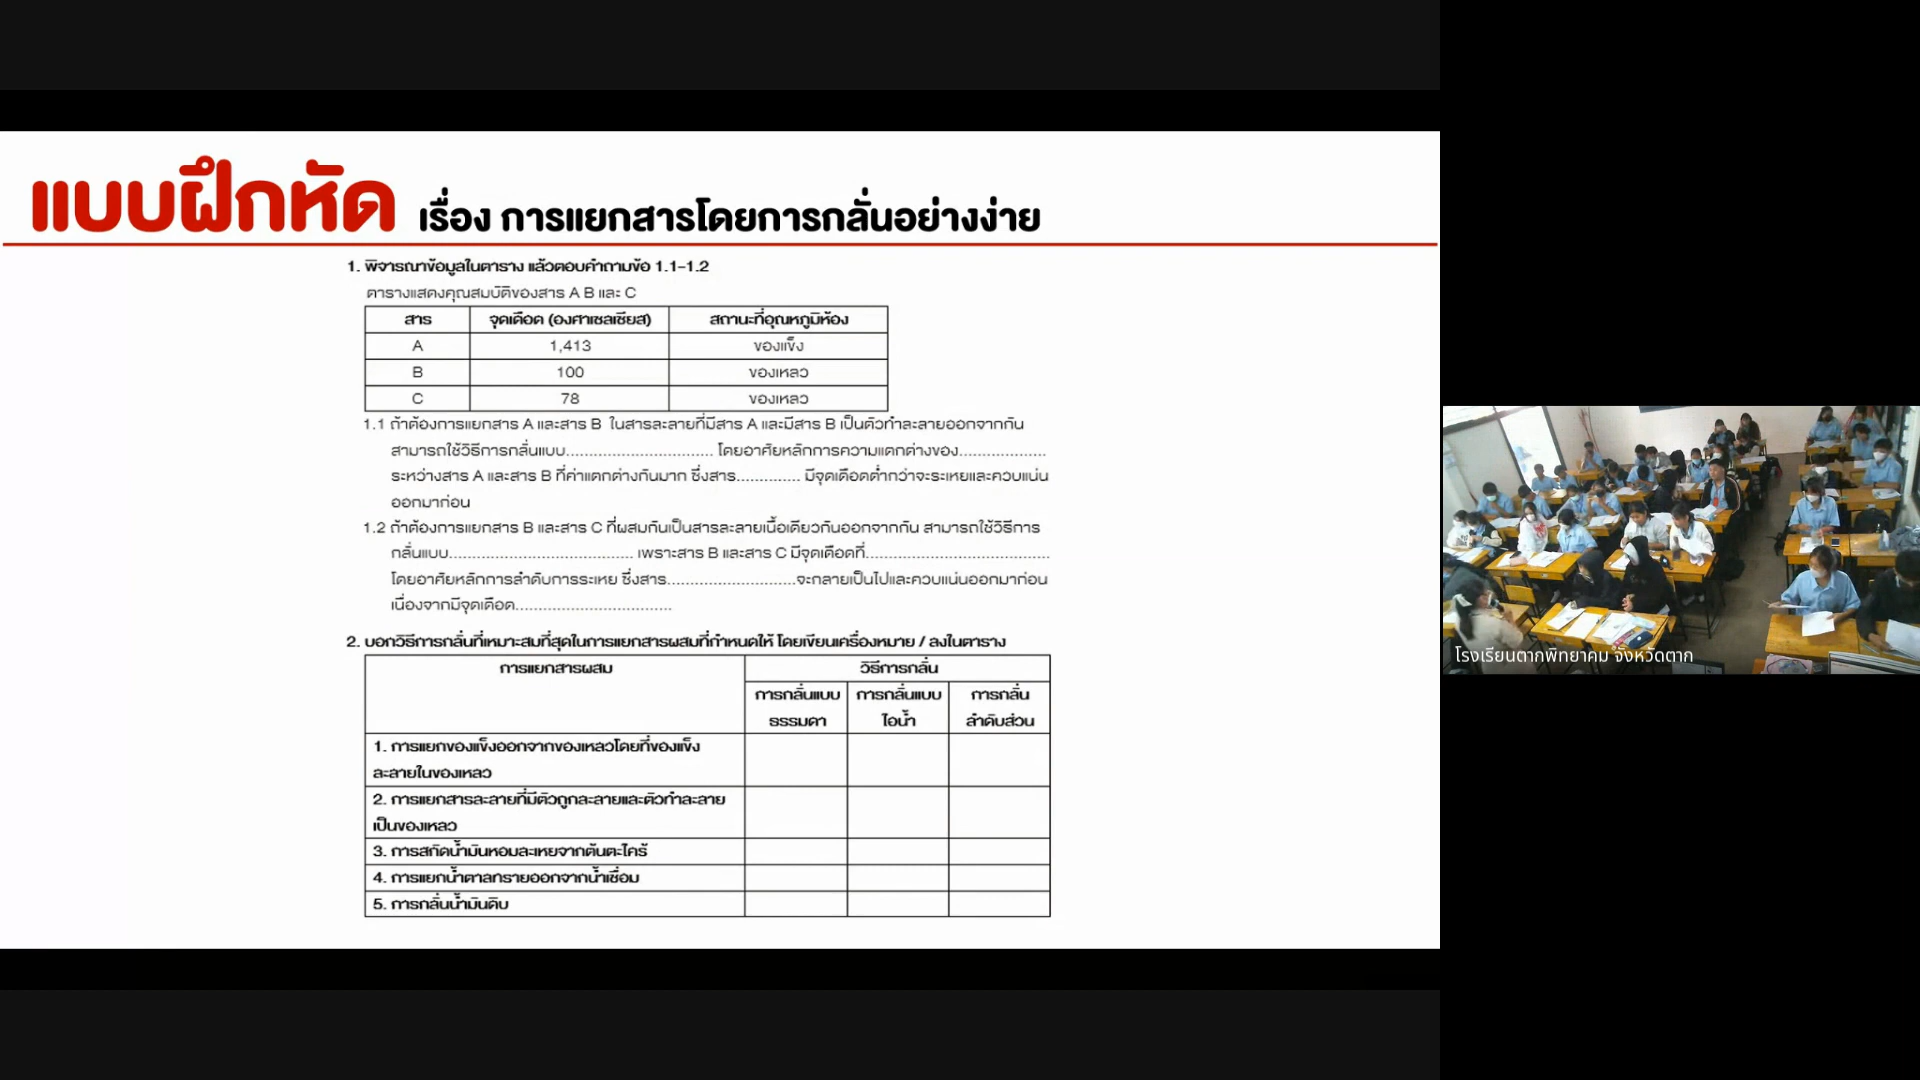 แบบฝึกหัด เรื่อง การแยกสารโดยการกลั่นอย่างง่าย
1. พิจารณาข้อมูลในตาราง แล้วตอบคำถามข้อ 1.1-1.2
ตารางแสดงคุณสมบัติของสาร A B และ C
สาร จุดเดือด (องศาเซลเซียส) สถานะที่อุณหภูมิห้อง
A 1,413 ของแข็ง
B 100 ของเหลว
C 78 ของเหลว
1.1 ถ้าต้องการแยกสาร A และสาร B ในสารละลายที่มีสาร A และมีสาร B เป็นตัวทำละลายออกจากกัน
สามารถใช้วิธีการกลั่นแบบ................................ โดยอาศัยหลักการความแตกต่างของ...................
ระหว่างสาร A และสาร B ที่ค่าแตกต่างกันมาก ซึ่งสาร.............. มีจุดเดือดต่ำกว่าจะระเหยและควบแน่น
ออกมาก่อน
1.2 ถ้าต้องการแยกสาร B และสาร C ที่ผสมกันเป็นสารละลายเนื้อเดียวกันออกจากกัน สามารถใช้วิธีการ
กลั่นแบบ........................................ เพราะสาร B และสาร C มีจุดเดือดที่........................................
โดยอาศัยหลักการลำดับการระเหย ซึ่งสาร............................จะกลายเป็นไปและควบแน่นออกมาก่อน
เนื่องจากมีจุดเดือด..................................
2. บอกวิธีการกลั่นที่เหมาะสมที่สุดในการแยกสารผสมที่กำหนดให้ โดยเขียนเครื่องหมาย / ลงในตาราง
การแยกสารผสม วิธีการกลั่น
การกลั่นแบบ การกลั่นแบบ การกลั่น
ธรรมดา ไอน้ำ ลำดับส่วน
1. การแยกของแข็งออกจากของเหลวโดยที่ของแข็ง
ละลายในของเหลว
2. การแยกสารละลายที่มีตัวถูกละลายและตัวทำละลาย
เป็นของเหลว
3. การสกัดน้ำมันหอมละเหยจากต้นตะไคร้
4. การแยกน้ำตาลทรายออกจากน้ำเชื่อม
5. การกลั่นน้ำมันดิบ
โรงเรียนตากพิทยาคม จังหวัดตาก